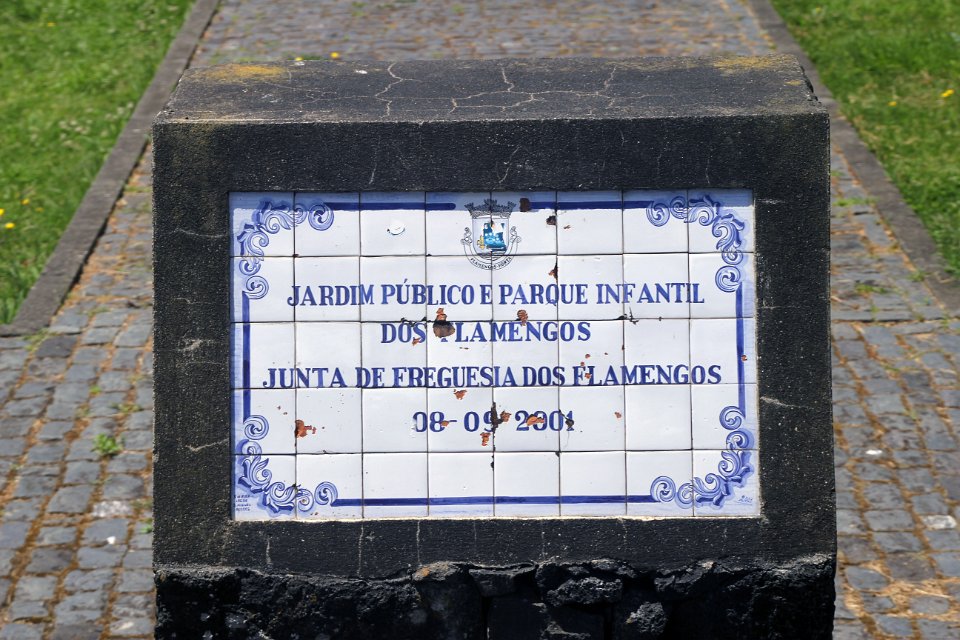 JARDIM PÚBLICO E PARQUE INFANTIL
DOS FLAMENGOS
JUNTA DE FREGUESIA DOS FLAMENGOS
08-09-2001